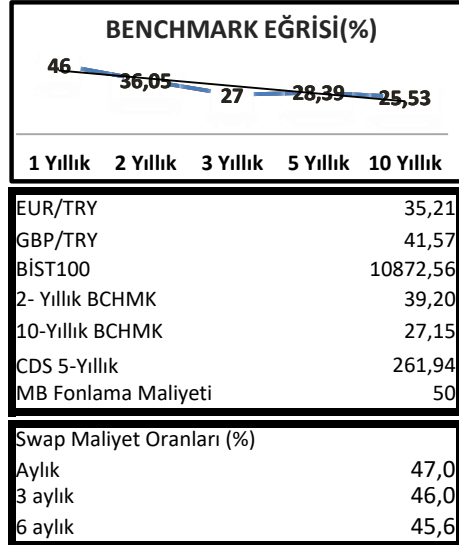 BENCHMARK EĞRİSİ(%)
46 36,05 27 28,39 25,53
1 Yıllık 2 Yıllık 3 Yıllık 5 Yıllık 10 Yıllık
EUR/TRY 35,21
GBP/TRY 41,57
BİST100 10872,56
2- Yıllık BCHMK 39,20
10-Yıllık BCHMK 27,15
CDS 5-Yıllık 261,94
MB Fonlama Maliyeti 50
Swap Maliyet Oranları (%)
Aylık 47,0
3 aylık 46,0
6 aylık 45,6